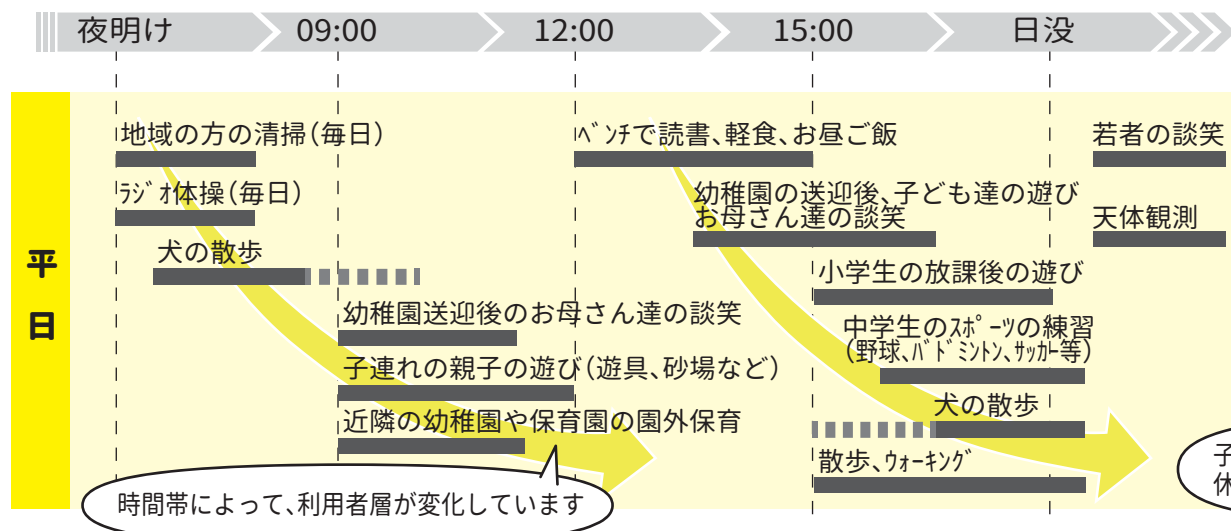 夜明け
09:00
12:00
15:00
日没
平日
地域の方の清掃(毎日)
ラジオ体操(毎日)
犬の散歩
幼稚園送迎後のお母さん達の談笑
子連れの親子の遊び(遊具、砂場など)
近隣の幼稚園や保育園の園外保育
時間帯によって、利用者層が変化しています
ベンチで読書、軽食、お昼ご飯
幼稚園の送迎後、子ども達の遊び
お母さん達の談笑
小学生の放課後の遊び
中学生のスポーツの練習
(野球、バドミントン、サッカー等)
犬の散歩
散歩、ウォーキング
若者の談笑
天体観測
子
休